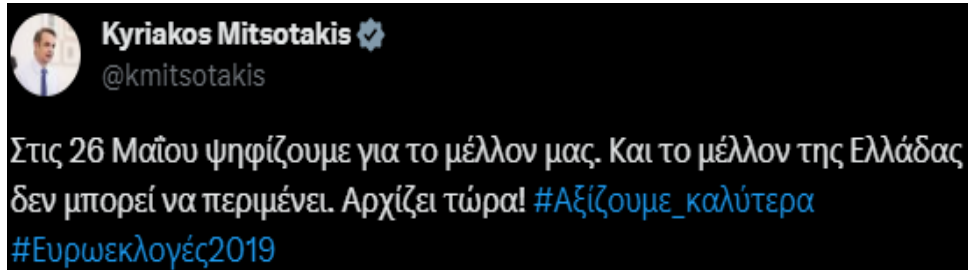 Kyriakos Mitsotakis
@kmitsotakis
Στις 26 Μαΐου ψηφίζουμε για το μέλλον μας. Και το μέλλον της Ελλάδας
δεν μπορεί να περιμένει. Αρχίζει τώρα! #Αξίζουμε_καλύτερα
#Ευρωεκλογές2019